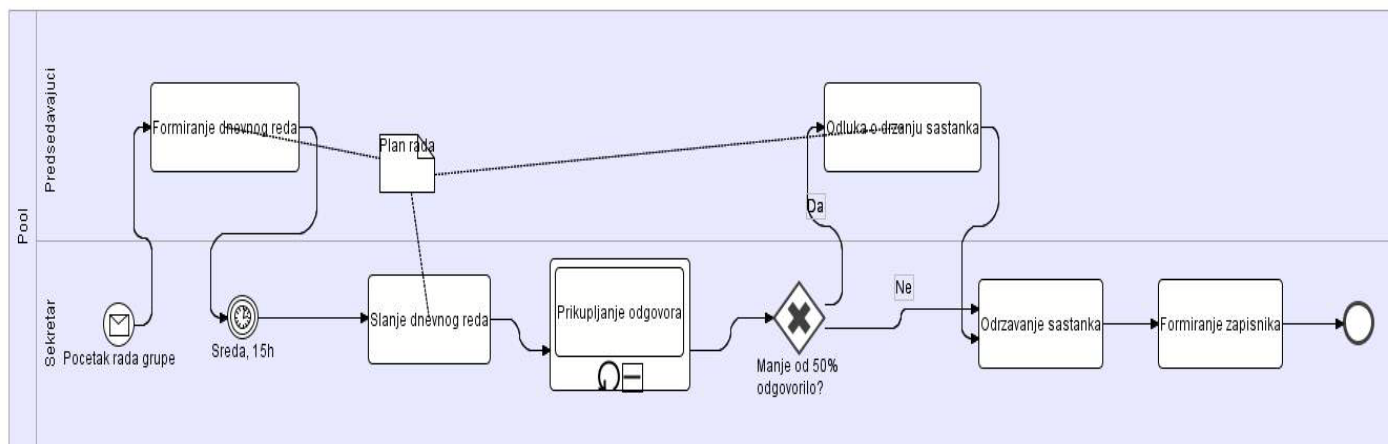 Pool
Predsedavajuci
Formiranje dnevnog reda
Plan rada
Odluka o drzanju sastanka
Da
Sekretar
Pocetak rada grupe
Sreda, 15h
Slanje dnevnog reda
Prikupljanje odgovora
Manje od 50%
odgovorilo?
Ne
Odrzavanje sastanka
Formiranje zapisnika